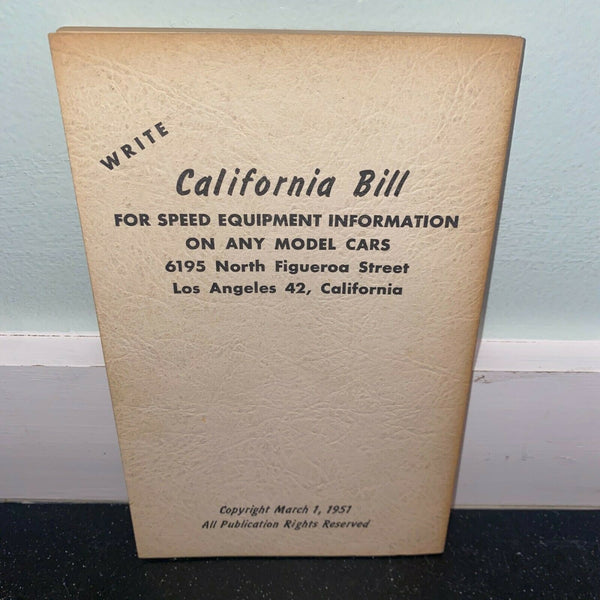 WRITE
California Bill
FOR SPEED EQUIPMENT INFORMATION
ON ANY MODEL CARS
6195 North Figueroa Street
Los Angeles 42, California
Copyright March 1, 1951
All Publication Rights Reserved